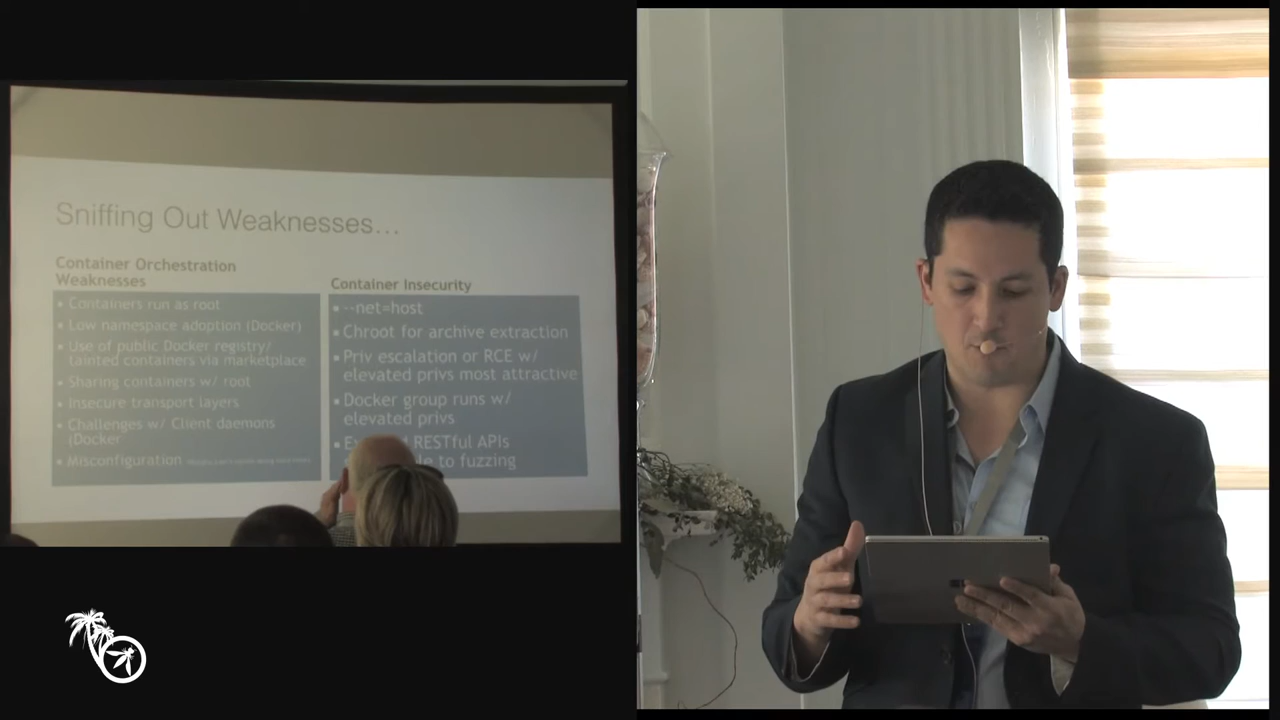 Sniffing Out Weaknesses...
Container Orchestration
Weaknesses
• Containers run as root
• Low namespace adoption (Docker)
• Use of public Docker registry/
tainted containers via marketplace
• Sharing containers w/ root
• Insecure transport layers
• Challenges w/ Client daemons
(Docker
• Misconfiguration
Container Insecurity
• --net=host
• Chroot for archive extraction
• Priv escalation or RCE w/
elevated privs most attractive
• Docker group runs w/
elevated privs
• RESTful APIs
to fuzzing